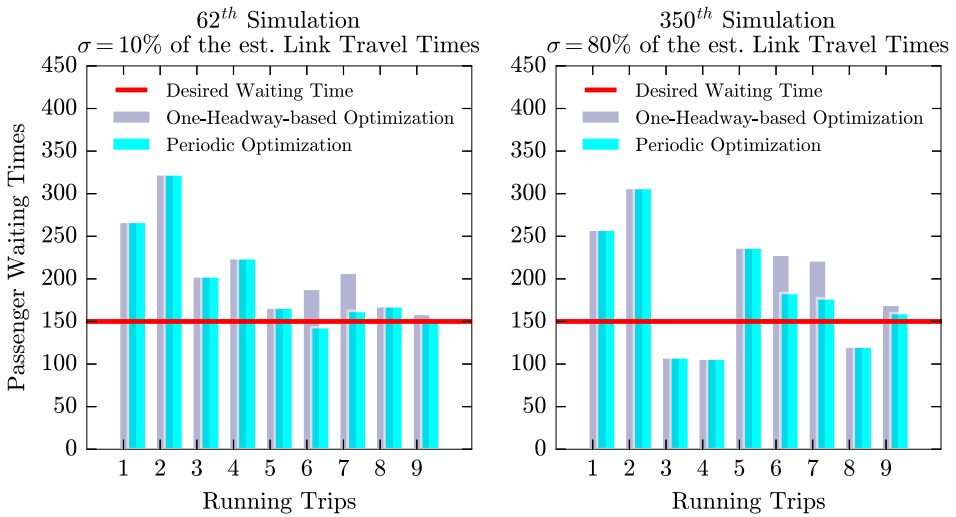 62th Simulation
σ = 10% of the est. Link Travel Times
450
400
350
300
250
200
150
100
50
0
Passenger Waiting Times
Desired Waiting Time
One-Headway-based Optimization
Periodic Optimization
1 2 3 4 5 6 7 8 9
Running Trips
350th Simulation
σ = 80% of the est. Link Travel Times
450
400
350
300
250
200
150
100
50
0
Desired Waiting Time
One-Headway-based Optimization
Periodic Optimization
1 2 3 4 5 6 7 8 9
Running Trips